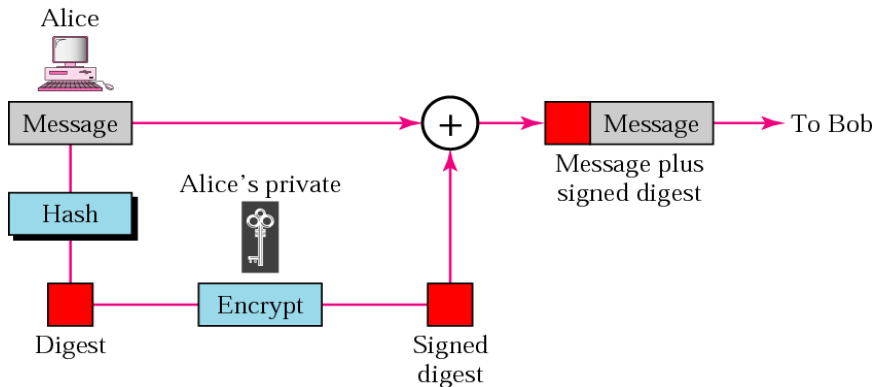 Alice
Message
+
Message
To Bob
Message plus
signed digest
Alice's private
Hash
Encrypt
Digest
Signed
digest